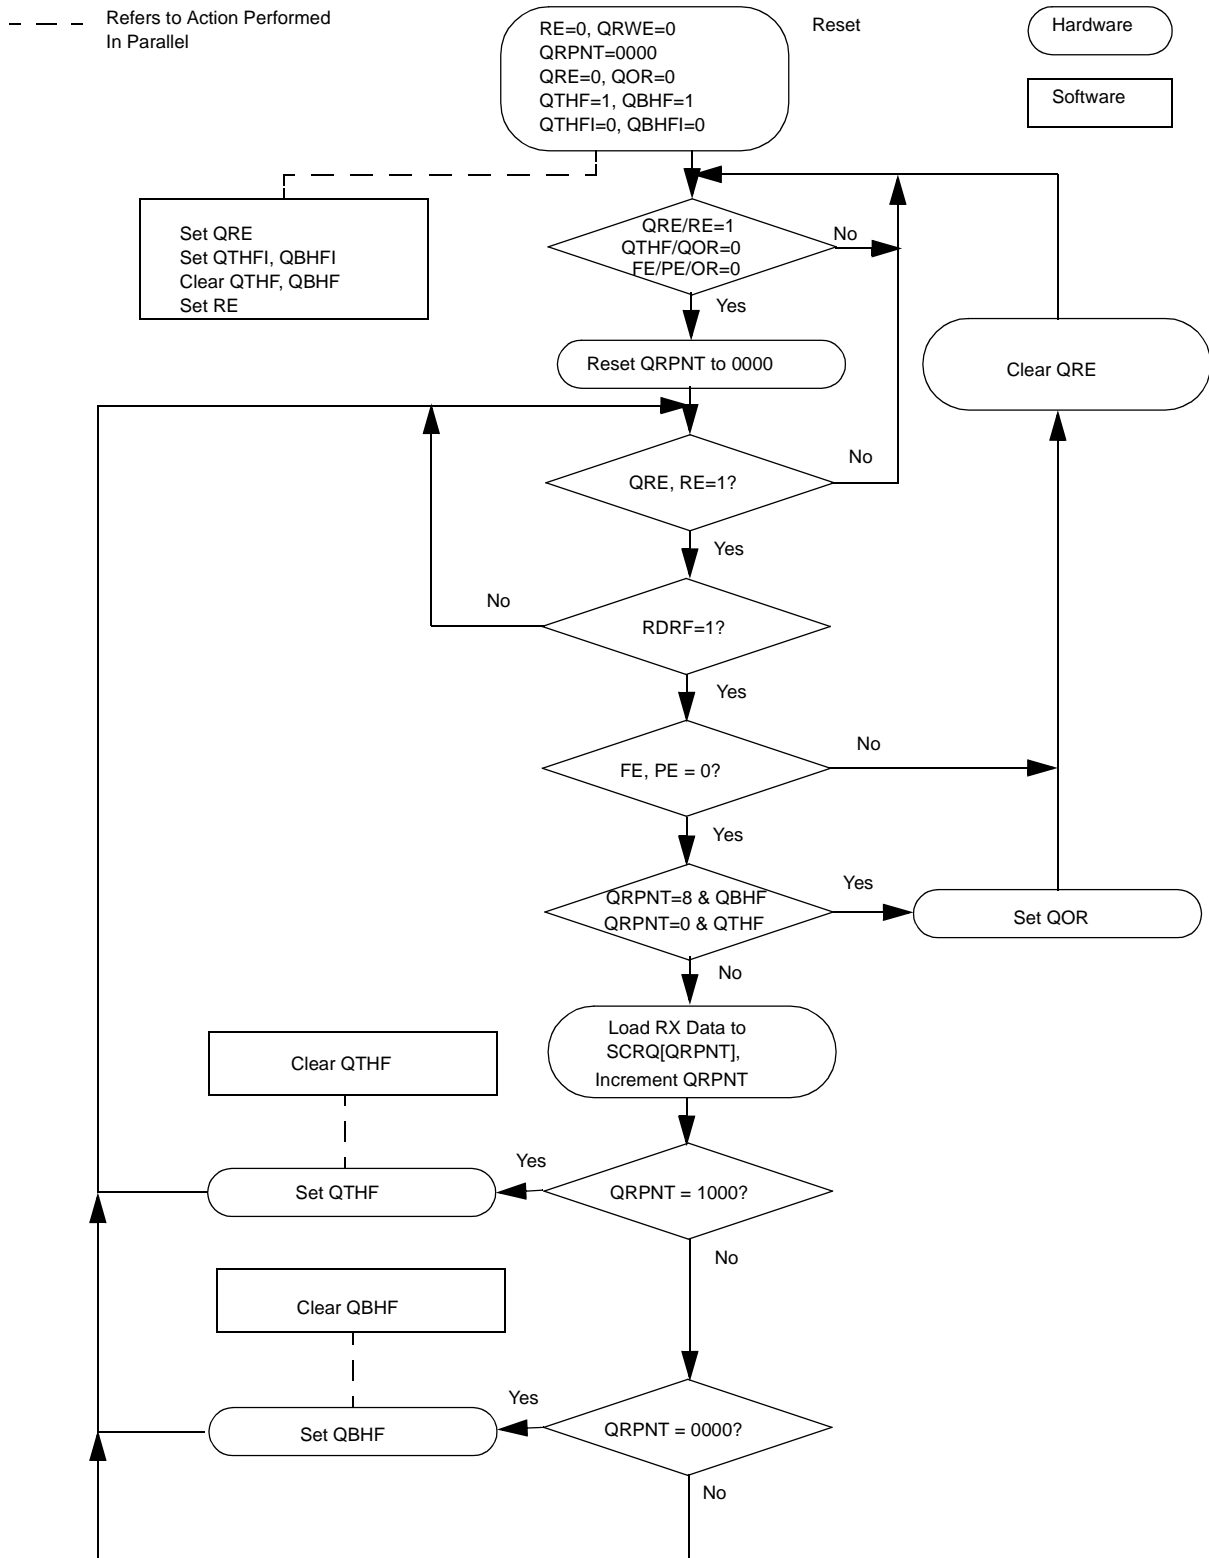 Refers to Action Performed
In Parallel
RE=0, QRWE=0
QRPNT=0000
QRE=0, QOR=0
QTHF=1, QBHF=1
QTHFI=0, QBHFI=0
Reset
Hardware
Software
Set QRE
Set QTHFI, QBHFI
Clear QTHF, QBHF
Set RE
QRE/RE=1
QTHF/QOR=0
FE/PE/OR=0
No
Yes
Reset QRPNT to 0000
Clear QRE
QRE, RE=1?
No
Yes
No
RDRF=1?
Yes
FE, PE = 0?
No
Yes
QRPNT=8 & QBHF
QRPNT=0 & QTHF
Yes
Set QOR
No
Load RX Data to
SCRQ[QRPNT],
Increment QRPNT
Clear QTHF
Set QTHF
Yes
QRPNT = 1000?
No
Clear QBHF
Set QBHF
Yes
QRPNT = 0000?
No